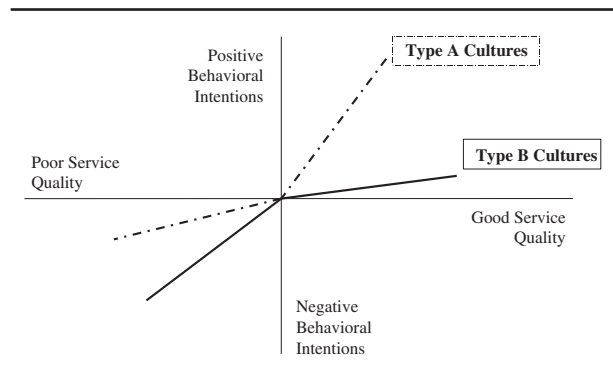 Positive
Behavioral
Intentions
Type A Cultures
Poor Service
Quality
Type B Cultures
Good Service
Quality
Negative
Behavioral
Intentions